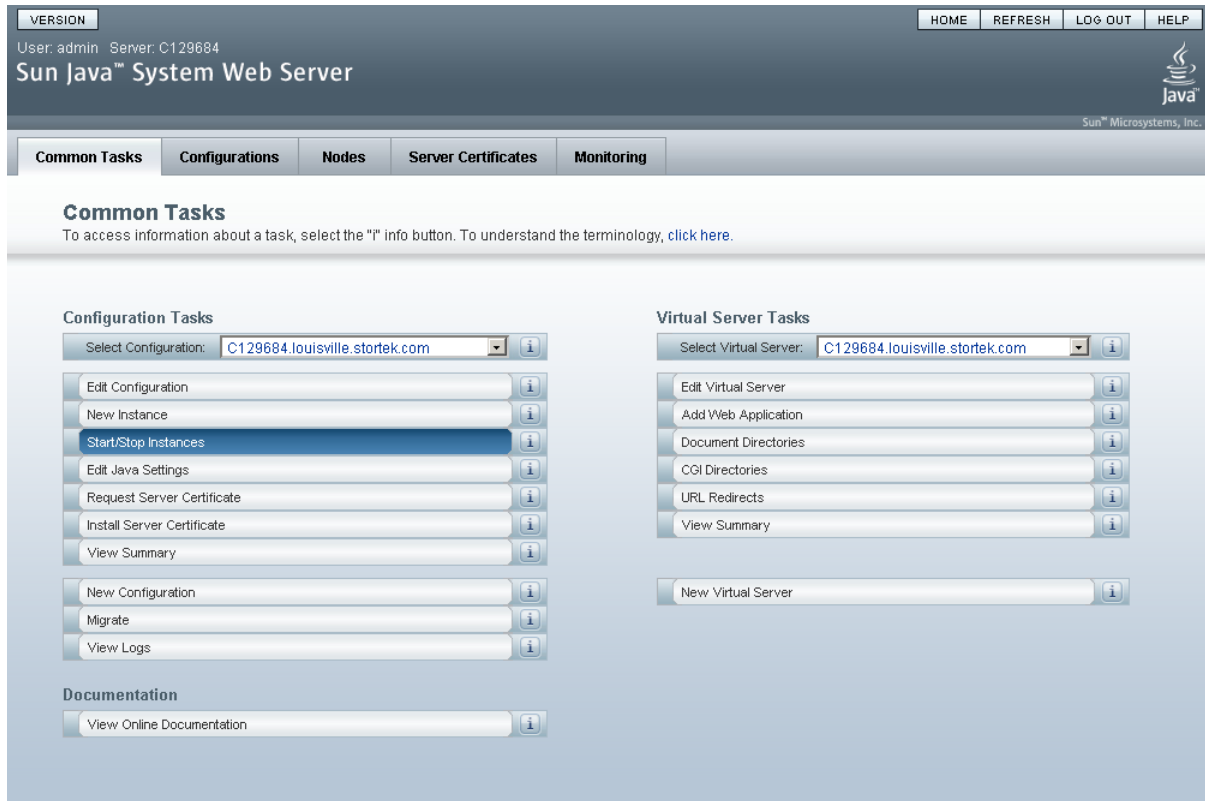 VERSION
HOME REFRESH LOG OUT HELP
User: admin Server: C129684
Sun Java™ System Web Server
Java™
Sun™ Microsystems, Inc.
Common Tasks Configurations Nodes Server Certificates Monitoring
Common Tasks
To access information about a task, select the "i" info button. To understand the terminology, click here.
Configuration Tasks
Select Configuration: C129684.louisville.stortek.com i
Edit Configuration i
New Instance i
Start/Stop Instances i
Edit Java Settings i
Request Server Certificate i
Install Server Certificate i
View Summary i
New Configuration i
Migrate i
View Logs i
Documentation
View Online Documentation i
Virtual Server Tasks
Select Virtual Server: C129684.louisville.stortek.com i
Edit Virtual Server i
Add Web Application i
Document Directories i
CGI Directories i
URL Redirects i
View Summary i
New Virtual Server i